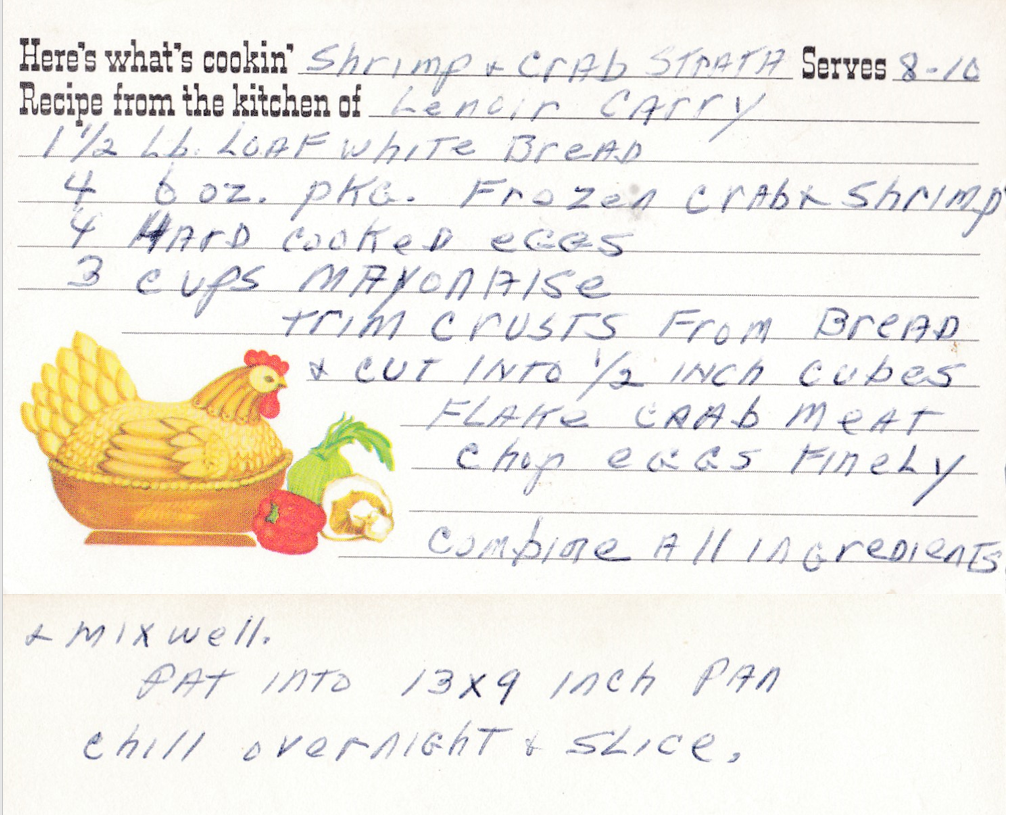 Here's what's cookin' Shrimp & CrAb STrATA Serves 8-10
Recipe from the kitchen of Lenoir CArry
1 1/2 Lb. LOAF white BreAD
4 6 oz. pKG. Frozen CrAb & Shrimp
4 HArD cooKeD eGGS
3 cups MAyonAISe
TriM CrUSTS From BreAD
& CUT INTO 1/2 INCh Cubes
FLAKe CrAb MeAT
Chop eGGS FineLy
Combine All InGreDienTS
& mix well.
PAT INTO 13x9 Inch PAn
Chill overnIGhT & SLice.